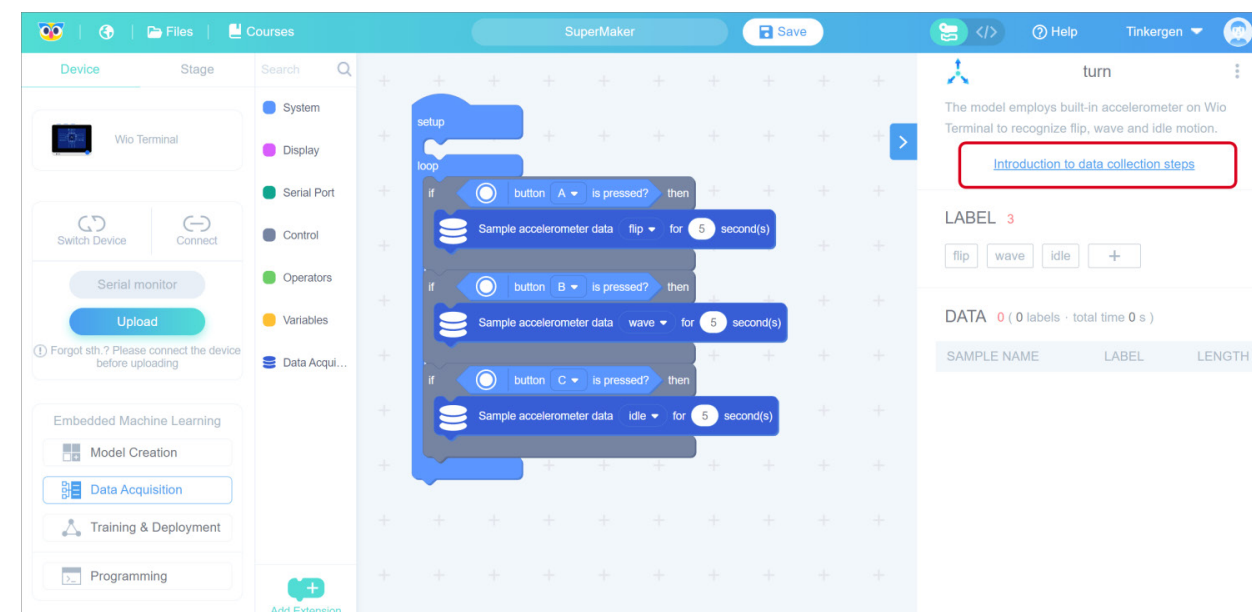 Files
Courses
SuperMaker
Save
</>
Help
Tinkergen
Device
Stage
Wio Terminal
Switch Device
Connect
Serial monitor
Upload
Forgot sth.? Please connect the device
before uploading
Embedded Machine Learning
Model Creation
Data Acquisition
Training & Deployment
Programming
Search
System
Display
Serial Port
Control
Operators
Variables
Data Acqui...
Add Extension
setup
loop
if button A is pressed? then
Sample accelerometer data flip for 5 second(s)
if button B is pressed? then
Sample accelerometer data wave for 5 second(s)
if button C is pressed? then
Sample accelerometer data idle for 5 second(s)
turn
The model employs built-in accelerometer on Wio
Terminal to recognize flip, wave and idle motion.
Introduction to data collection steps
LABEL 3
flip wave idle +
DATA 0 ( 0 labels · total time 0 s )
SAMPLE NAME LABEL LENGTH